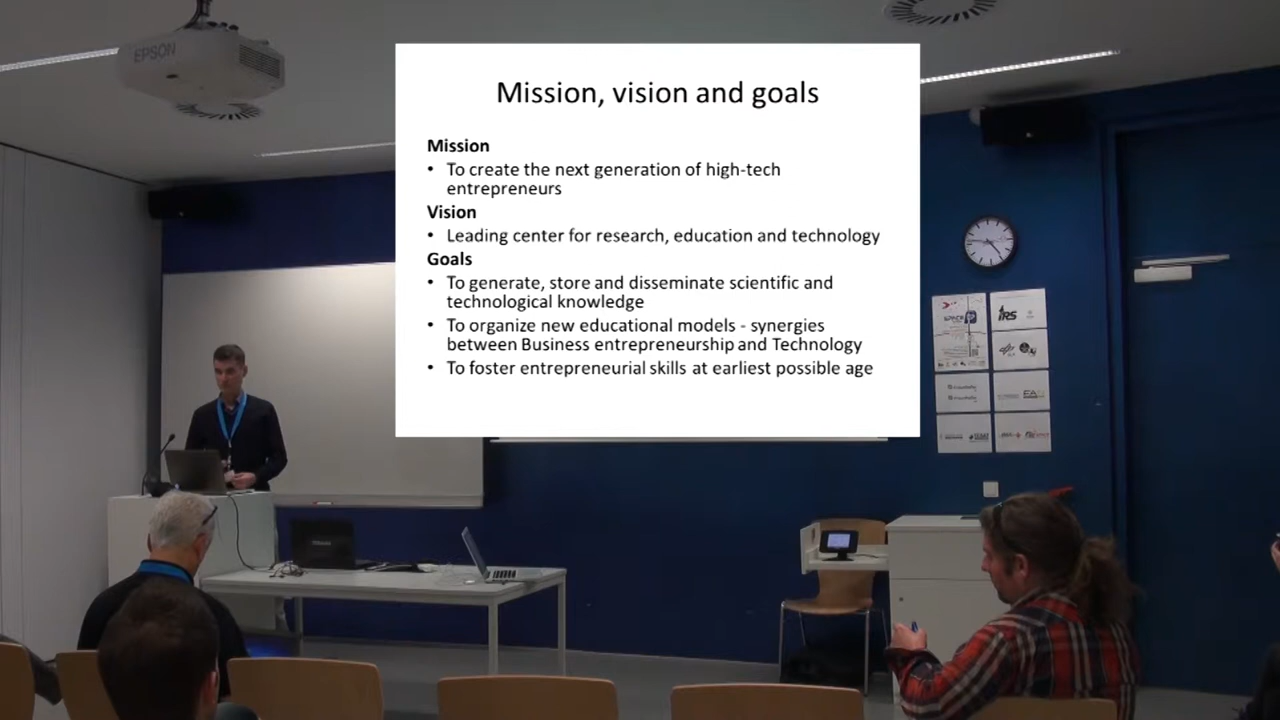 EPSON
Mission, vision and goals
Mission
• To create the next generation of high-tech
entrepreneurs
Vision
• Leading center for research, education and technology
Goals
• To generate, store and disseminate scientific and
technological knowledge
• To organize new educational models - synergies
between Business entrepreneurship and Technology
• To foster entrepreneurial skills at earliest possible age
SPACE
IRS